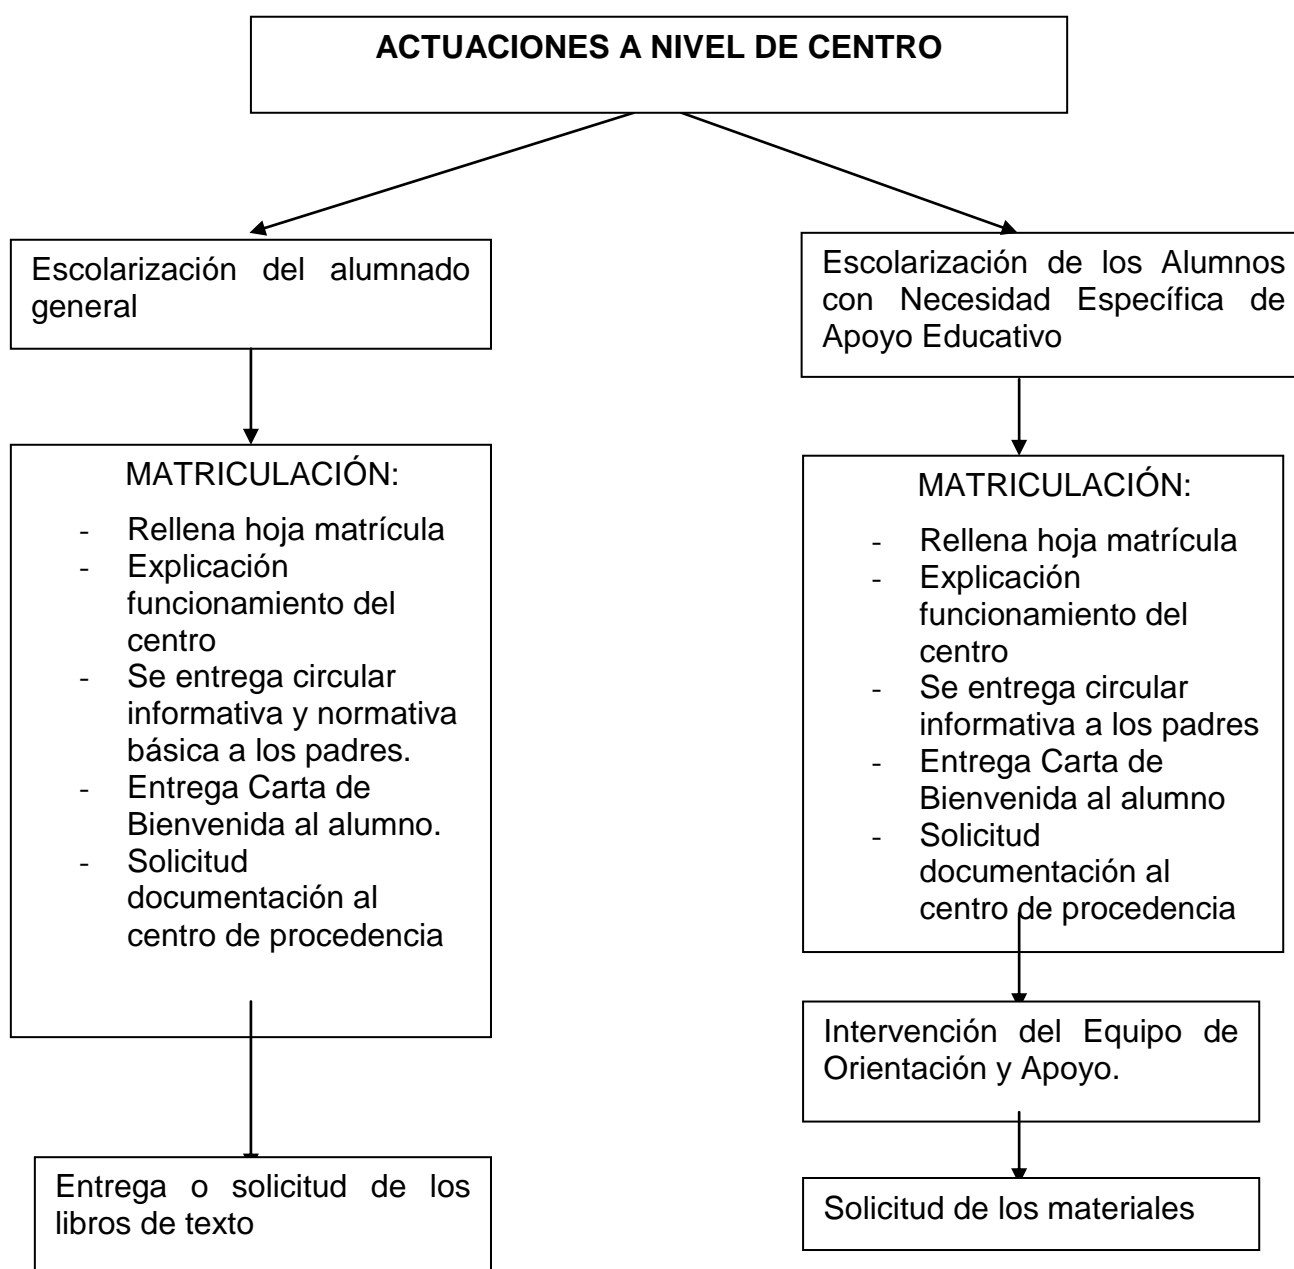 ACTUACIONES A NIVEL DE CENTRO
Escolarización del alumnado
general
MATRICULACIÓN:
- Rellena hoja matrícula
- Explicación
funcionamiento del
centro
- Se entrega circular
informativa y normativa
básica a los padres.
- Entrega Carta de
Bienvenida al alumno.
- Solicitud
documentación al
centro de procedencia
Entrega o solicitud de los
libros de texto
Escolarización de los Alumnos
con Necesidad Específica de
Apoyo Educativo
MATRICULACIÓN:
- Rellena hoja matrícula
- Explicación
funcionamiento del
centro
- Se entrega circular
informativa a los padres
- Entrega Carta de
Bienvenida al alumno
- Solicitud
documentación al
centro de procedencia
Intervención del Equipo de
Orientación y Apoyo.
Solicitud de los materiales